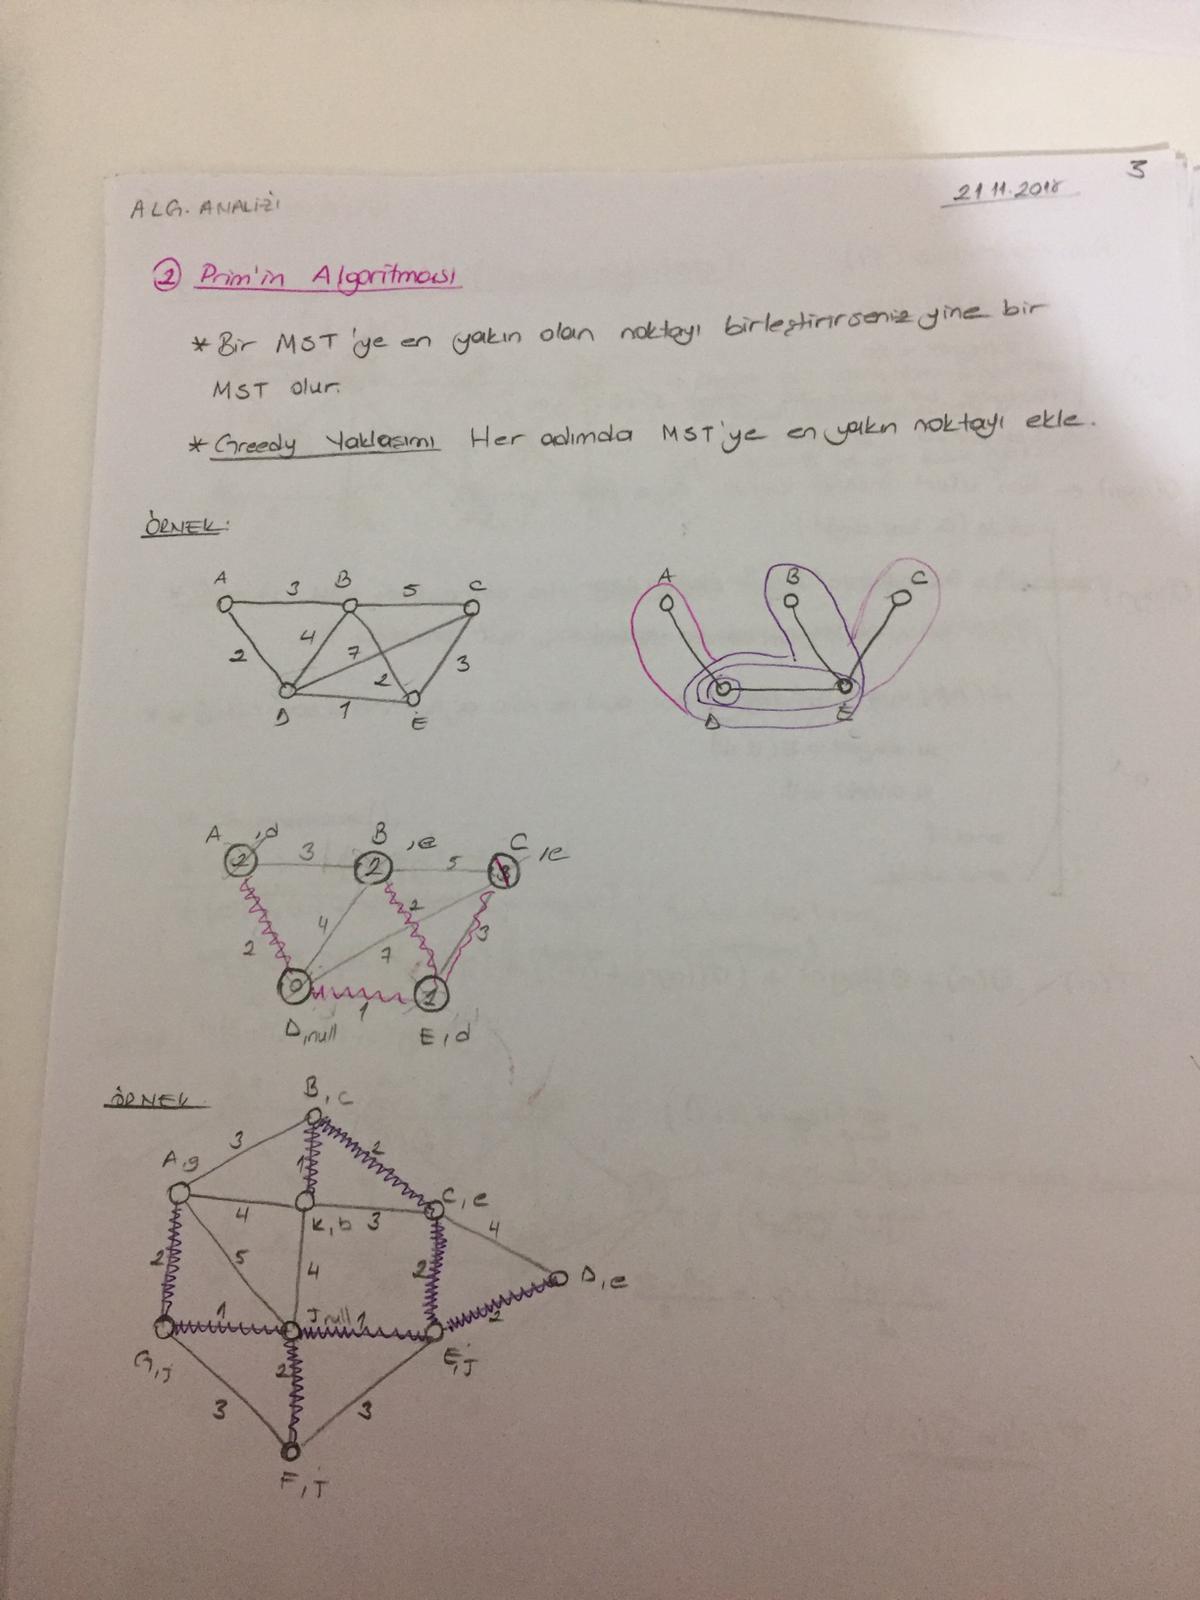 3
21.11.2018
ALG. ANALİZİ
② Prim'in Algoritması
* Bir MST'ye en yakın olan noktayı birleştirirseniz yine bir
MST olur.
* Greedy Yaklaşımı Her adımda MST'ye en yakın noktayı ekle.
ÖRNEK:
A 3 B 5 C
2 4 7 2 3
D 1 E
A B C
D E
A ,d B ,e C ,e
2 3 2 5 3
2 4 2 7 3
0 1 1
D,null E,d
ÖRNEK
B,c
3 1 2
A,g C,e
4 K,b 3 4
2 5 4 2 D,e
1 J,null 1 2
G,J E,J
2
3 3
F,J